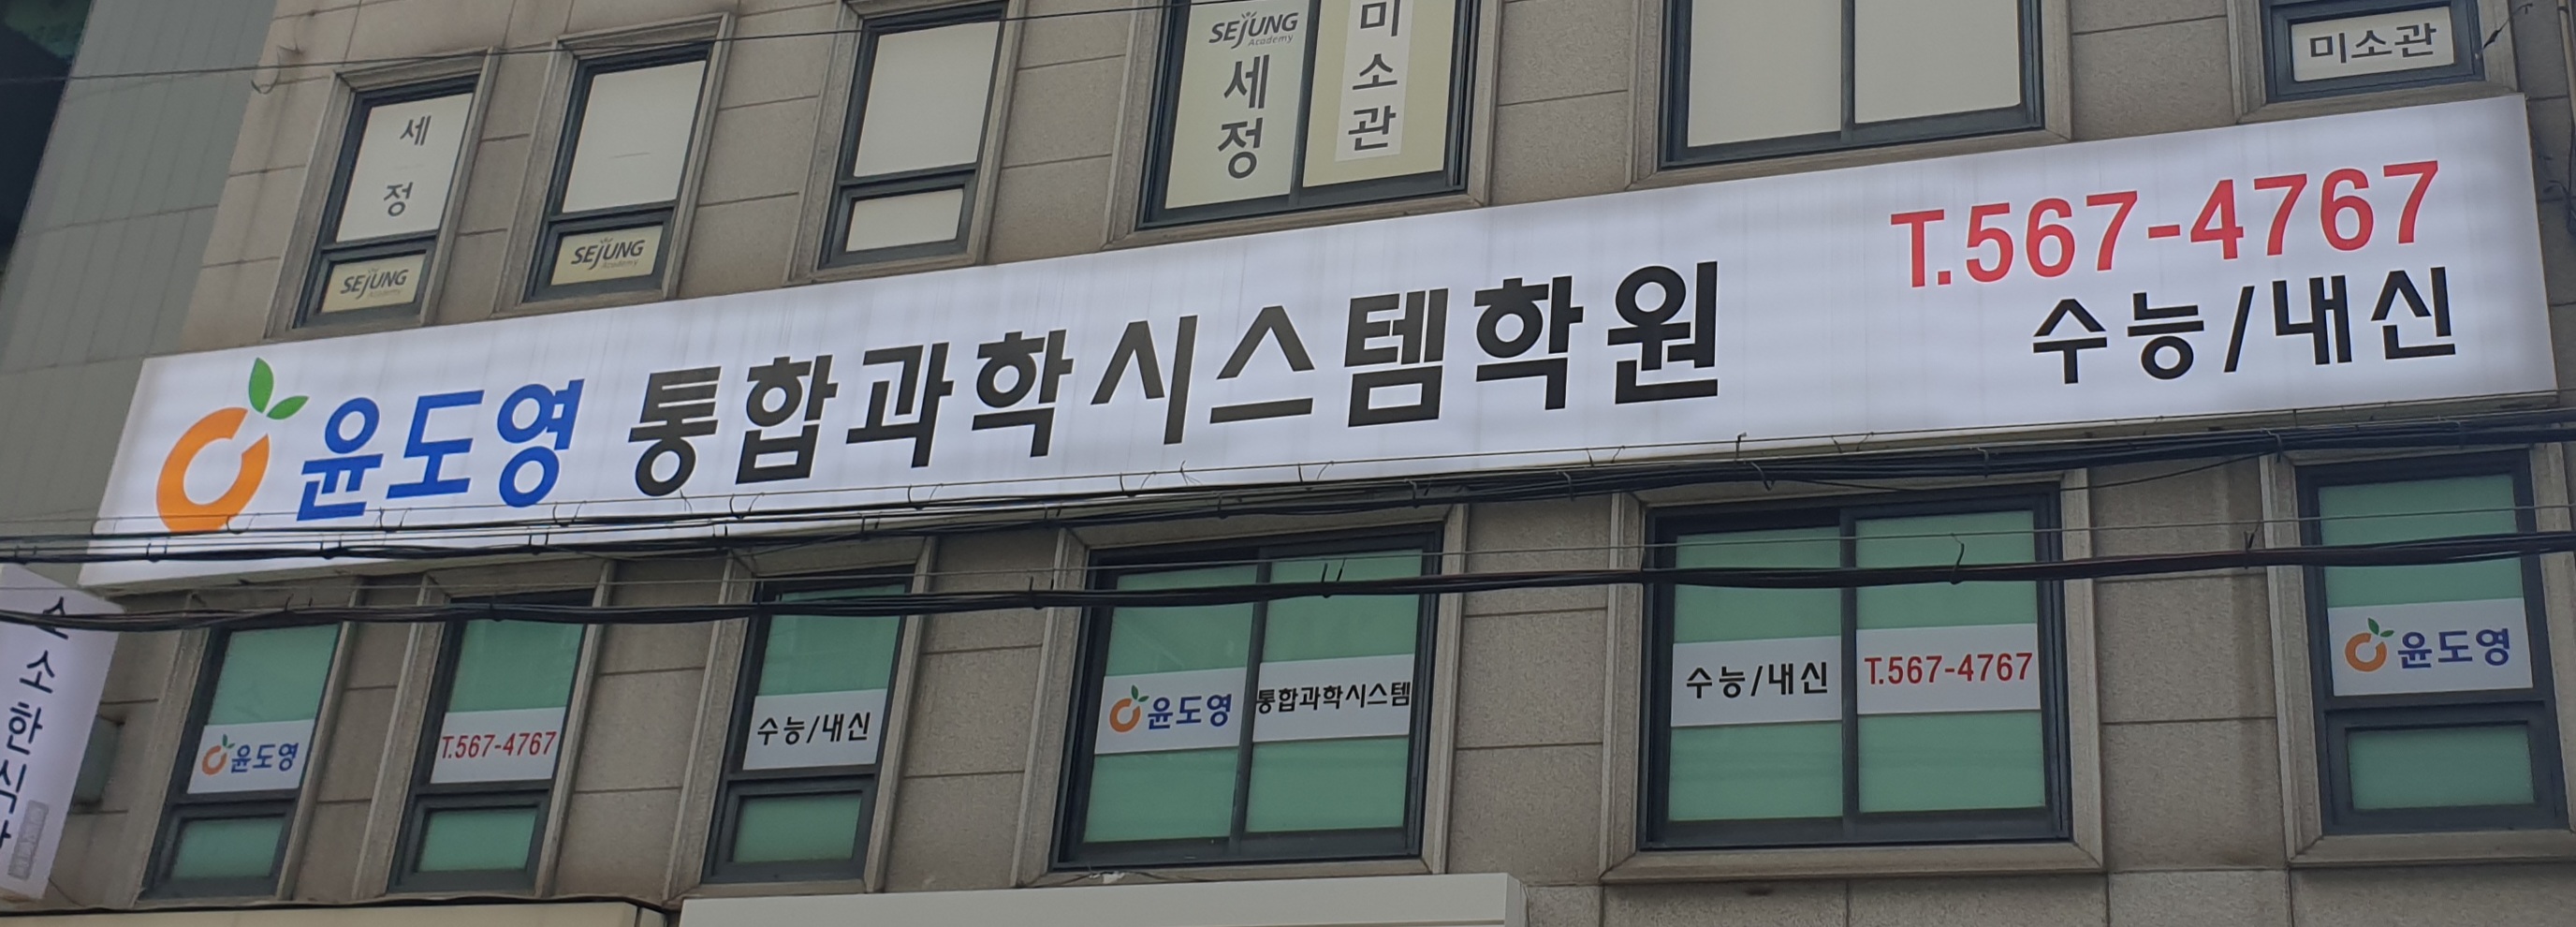 SEJUNG
Academy
세정
미소관
미소관
세정
SEJUNG
Academy
SEJUNG
Academy
윤도영 통합과학시스템학원
T.567-4767
수능/내신
윤도영
T.567-4767
수능/내신
윤도영
통합과학시스템
수능/내신
T.567-4767
윤도영